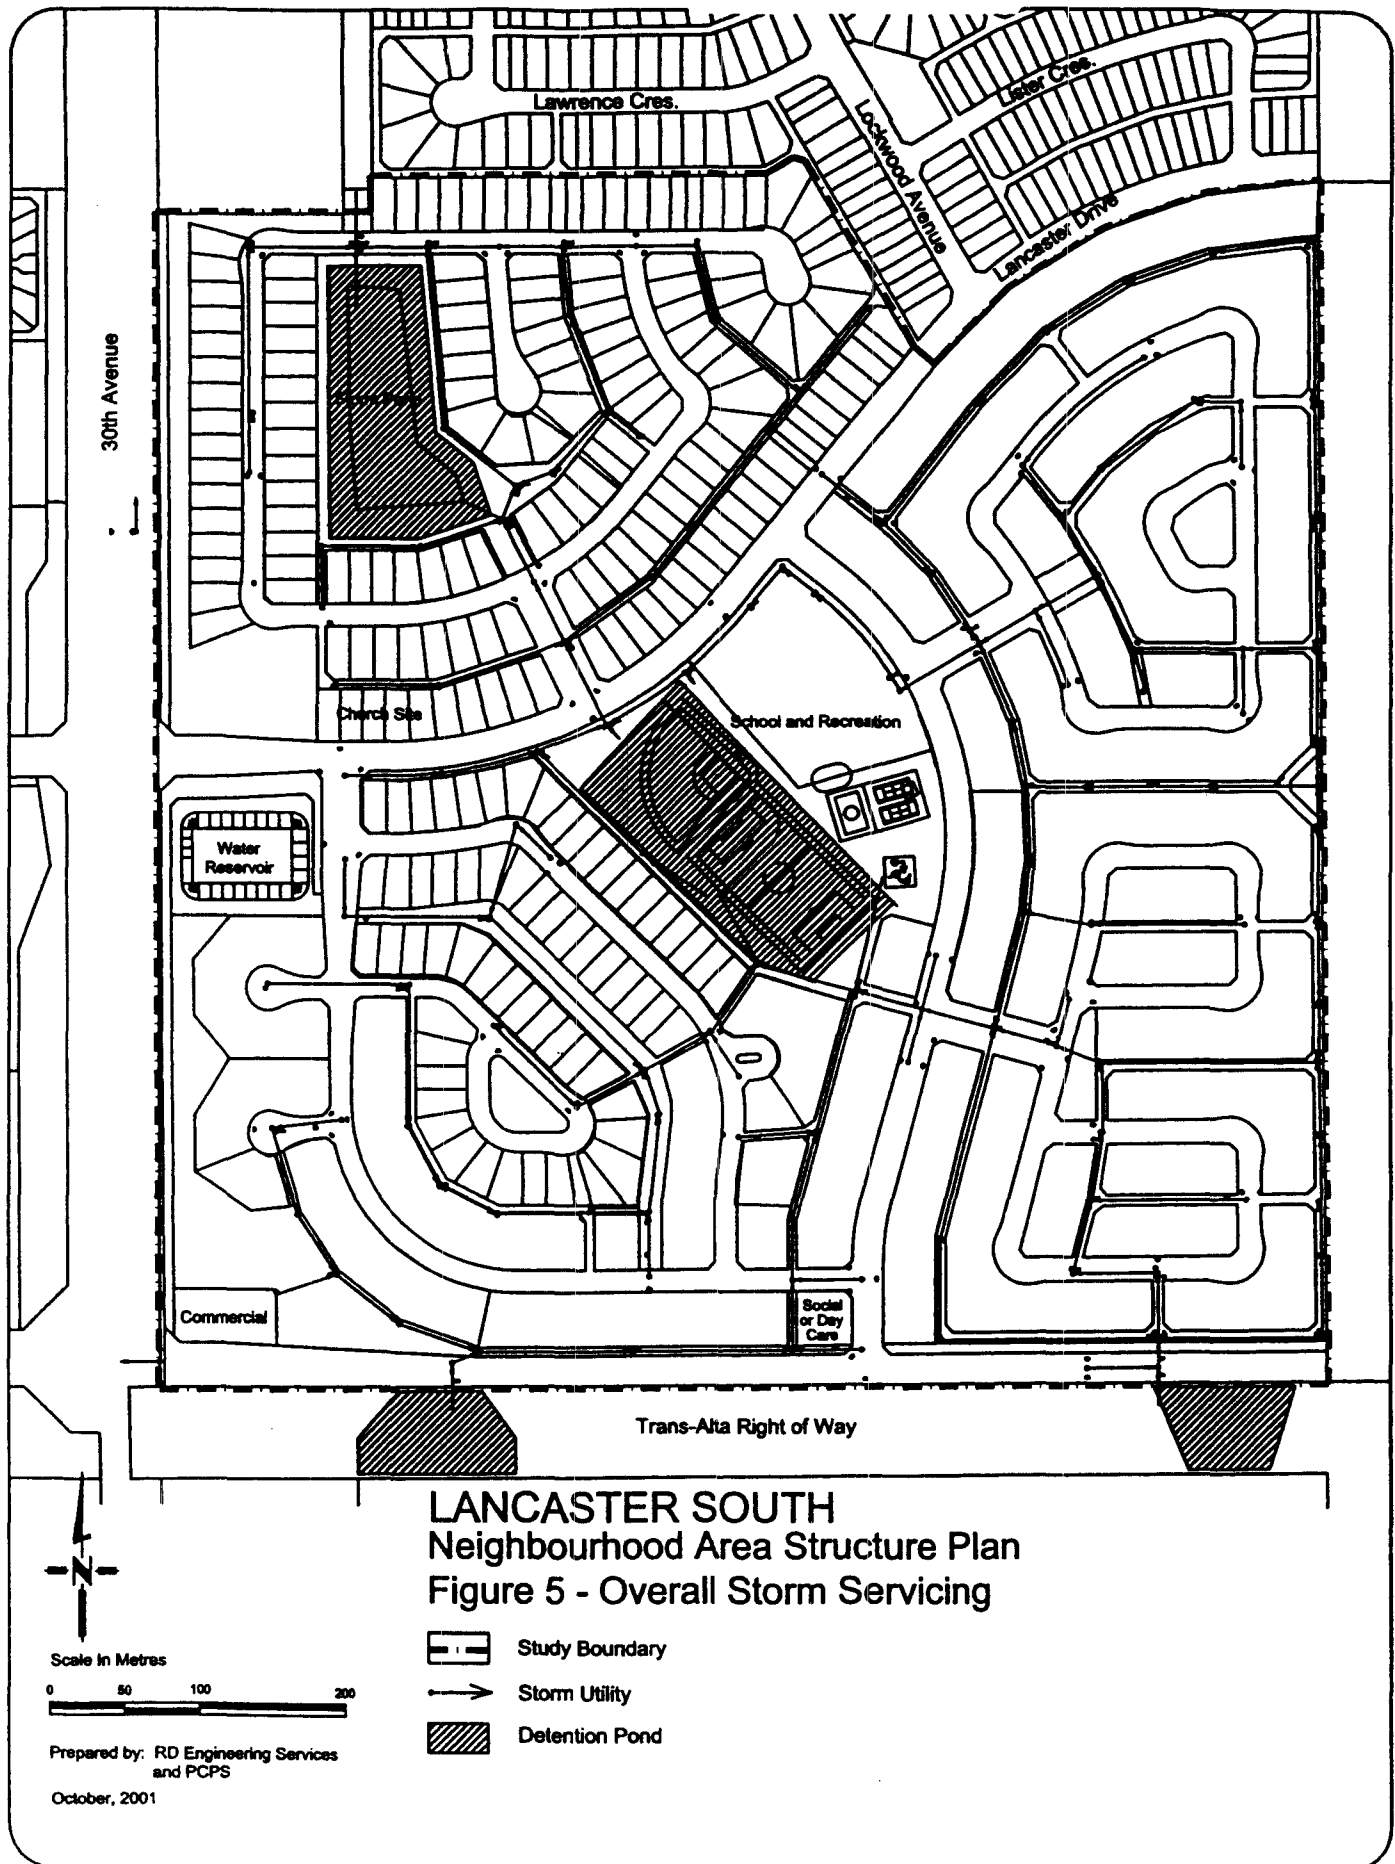 Lawrence Cres.
Lister Cres.
Lockwood Avenue
Lancaster Drive
30th Avenue
Church Site
School and Recreation
Water
Reservoir
Commercial
Social
or Day
Care
Trans-Alta Right of Way
LANCASTER SOUTH
Neighbourhood Area Structure Plan
Figure 5 - Overall Storm Servicing
N
Study Boundary
Storm Utility
Detention Pond
Scale In Metres
0 50 100 200
Prepared by: RD Engineering Services
and PCPS
October, 2001